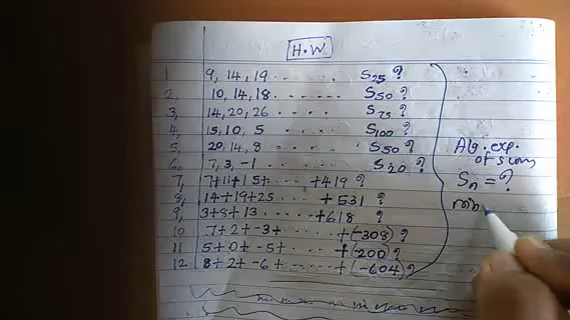 H.W
1, 9, 14, 19 ..... S25 ?
2, 10, 14, 18 ...... S50 ?
3, 14, 20, 26 .... S75 ?
4, 15, 10, 5 .... S100 ?
5, 20, 14, 8 ..... S50 ?
6, 7, 3, -1 ..... S20 ?
7, 7+11+15+..... +419 ?
8, 14+19+25 ..... +531 ?
9, 3+8+13 ..... +618 ?
10 7+2+-3+ ..... +(-308) ?
11 5+0+-5+ ..... +(-200) ?
12 8+2+-6+ ..... +(-604) ?
Alg. exp.
of sum
Sn = ?